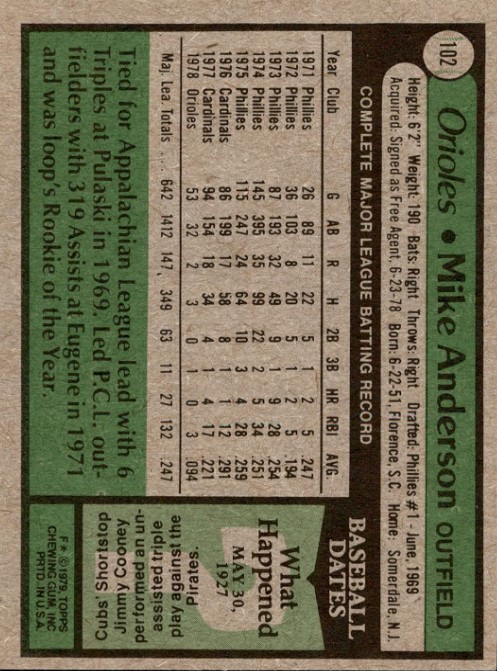 102
Orioles • Mike Anderson OUTFIELD
Height: 6'2" Weight: 190 Bats: Right Throws: Right Drafted: Phillies #1 - June, 1969
Acquired: Signed as Free Agent, 6-23-78 Born: 6-22-51, Florence, S.C. Home: Somerdale, N.J.
COMPLETE MAJOR LEAGUE BATTING RECORD
Year Club G AB R H 2B 3B HR RBI AVG
1971 Phillies 26 89 11 22 5 1 2 5 .247
1972 Phillies 36 103 8 20 5 1 2 5 .194
1973 Phillies 87 193 32 49 9 1 9 28 .254
1974 Phillies 145 395 35 99 22 2 5 34 .251
1975 Phillies 115 247 24 64 10 3 4 28 .259
1976 Cardinals 86 199 17 58 8 1 1 12 .291
1977 Cardinals 94 154 18 34 4 1 4 17 .221
1978 Orioles 53 32 2 3 0 1 0 3 .094
Maj. Lea. Totals ... 642 1412 147 349 63 11 27 132 .247
Tied for Appalachian League lead with 6
Triples at Pulaski in 1969. Led P.C.L. out-
fielders with 319 Assists at Eugene in 1971
and was loop's Rookie of the Year.
BASEBALL
DATES
What
Happened
MAY 30,
1927
Cubs' Shortstop
Jimmy Cooney
performed an un-
assisted triple
play against the
Pirates.
F* © 1979, TOPPS
CHEWING GUM, INC
PRTD IN U.S.A.